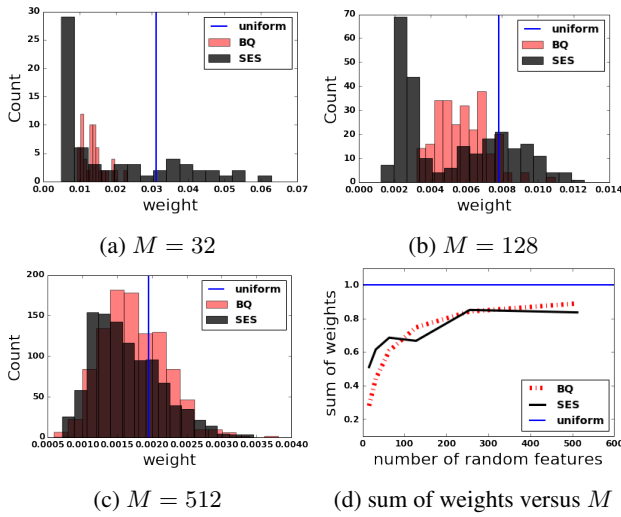 30
25
20
15
10
5
0
Count
0.00 0.01 0.02 0.03 0.04 0.05 0.06 0.07
weight
uniform
BQ
SES
(a) M = 32
70
60
50
40
30
20
10
0
Count
0.000 0.002 0.004 0.006 0.008 0.010 0.012 0.014
weight
uniform
BQ
SES
(b) M = 128
200
150
100
50
0
Count
0.0005 0.0010 0.0015 0.0020 0.0025 0.0030 0.0035 0.0040
weight
uniform
BQ
SES
(c) M = 512
1.0
0.8
0.6
0.4
0.2
sum of weights
0 100 200 300 400 500 600
number of random features
BQ
SES
uniform
(d) sum of weights versus M